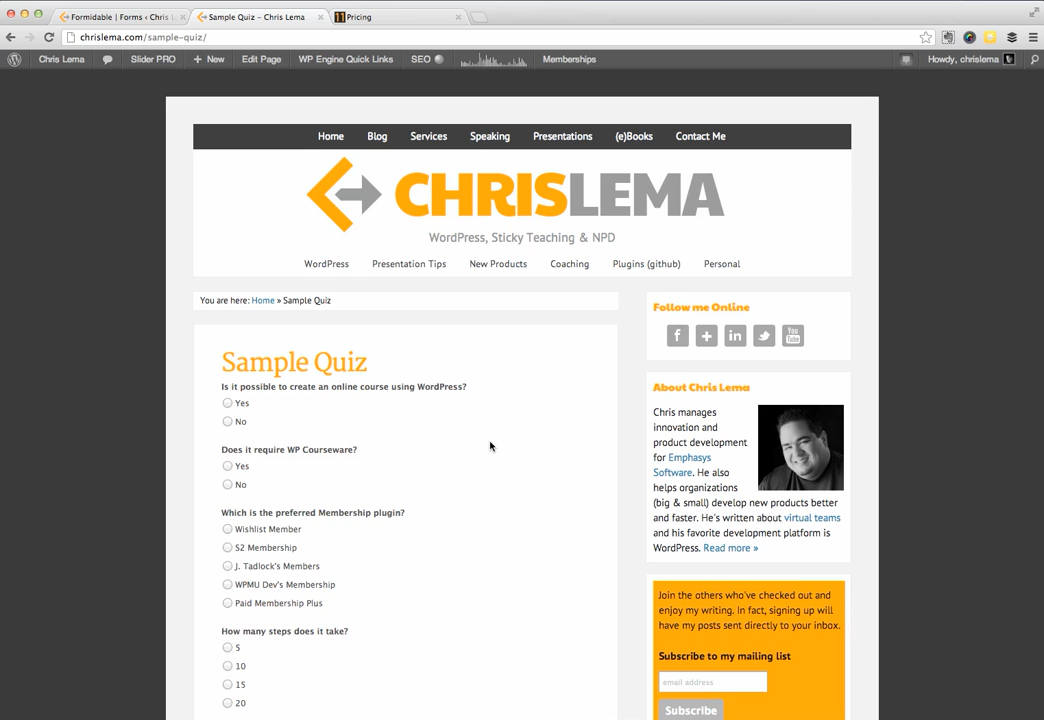 Formidable | Forms ‹ Chris L
Sample Quiz – Chris Lema
Pricing
chrislema.com/sample-quiz/
Chris Lema
Slider PRO
+ New
Edit Page
WP Engine Quick Links
SEO
Memberships
Howdy, chrislema
Home Blog Services Speaking Presentations (e)Books Contact Me
CHRISLEMA
WordPress, Sticky Teaching & NPD
WordPress Presentation Tips New Products Coaching Plugins (github) Personal
You are here: Home » Sample Quiz
Sample Quiz
Is it possible to create an online course using WordPress?
Yes
No
Does it require WP Courseware?
Yes
No
Which is the preferred Membership plugin?
Wishlist Member
S2 Membership
J. Tadlock's Members
WPMU Dev's Membership
Paid Membership Plus
How many steps does it take?
5
10
15
20
Follow me Online
f + in You Tube
About Chris Lema
Chris manages
innovation and
product development
for Emphasys
Software. He also
helps organizations
(big & small) develop new products better
and faster. He's written about virtual teams
and his favorite development platform is
WordPress. Read more »
Join the others who've checked out and
enjoy my writing. In fact, signing up will
have my posts sent directly to your inbox.
Subscribe to my mailing list
email address
Subscribe